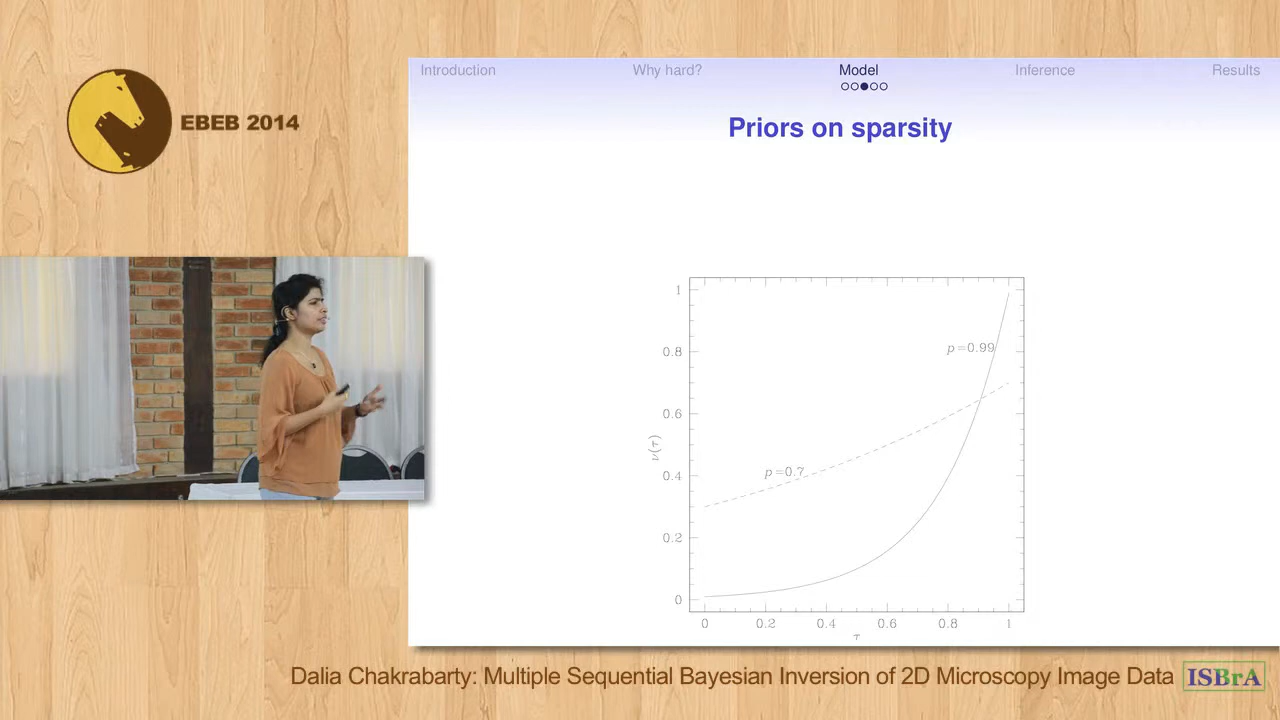 EBEB 2014
Introduction Why hard? Model Inference Results
Priors on sparsity
1
0.8
0.6
0.4
0.2
0
ν(τ)
p=0.99
p=0.7
0 0.2 0.4 0.6 0.8 1
τ
Dalia Chakrabarty: Multiple Sequential Bayesian Inversion of 2D Microscopy Image Data
ISBrA